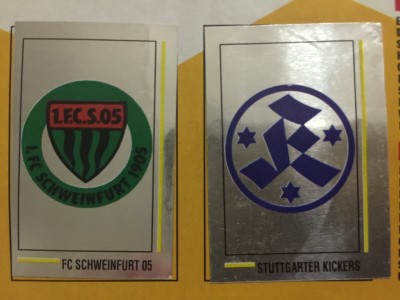 1.F.C.S.05
1. FC SCHWEINFURT 1905
FC SCHWEINFURT 05
K
STUTTGARTER KICKERS